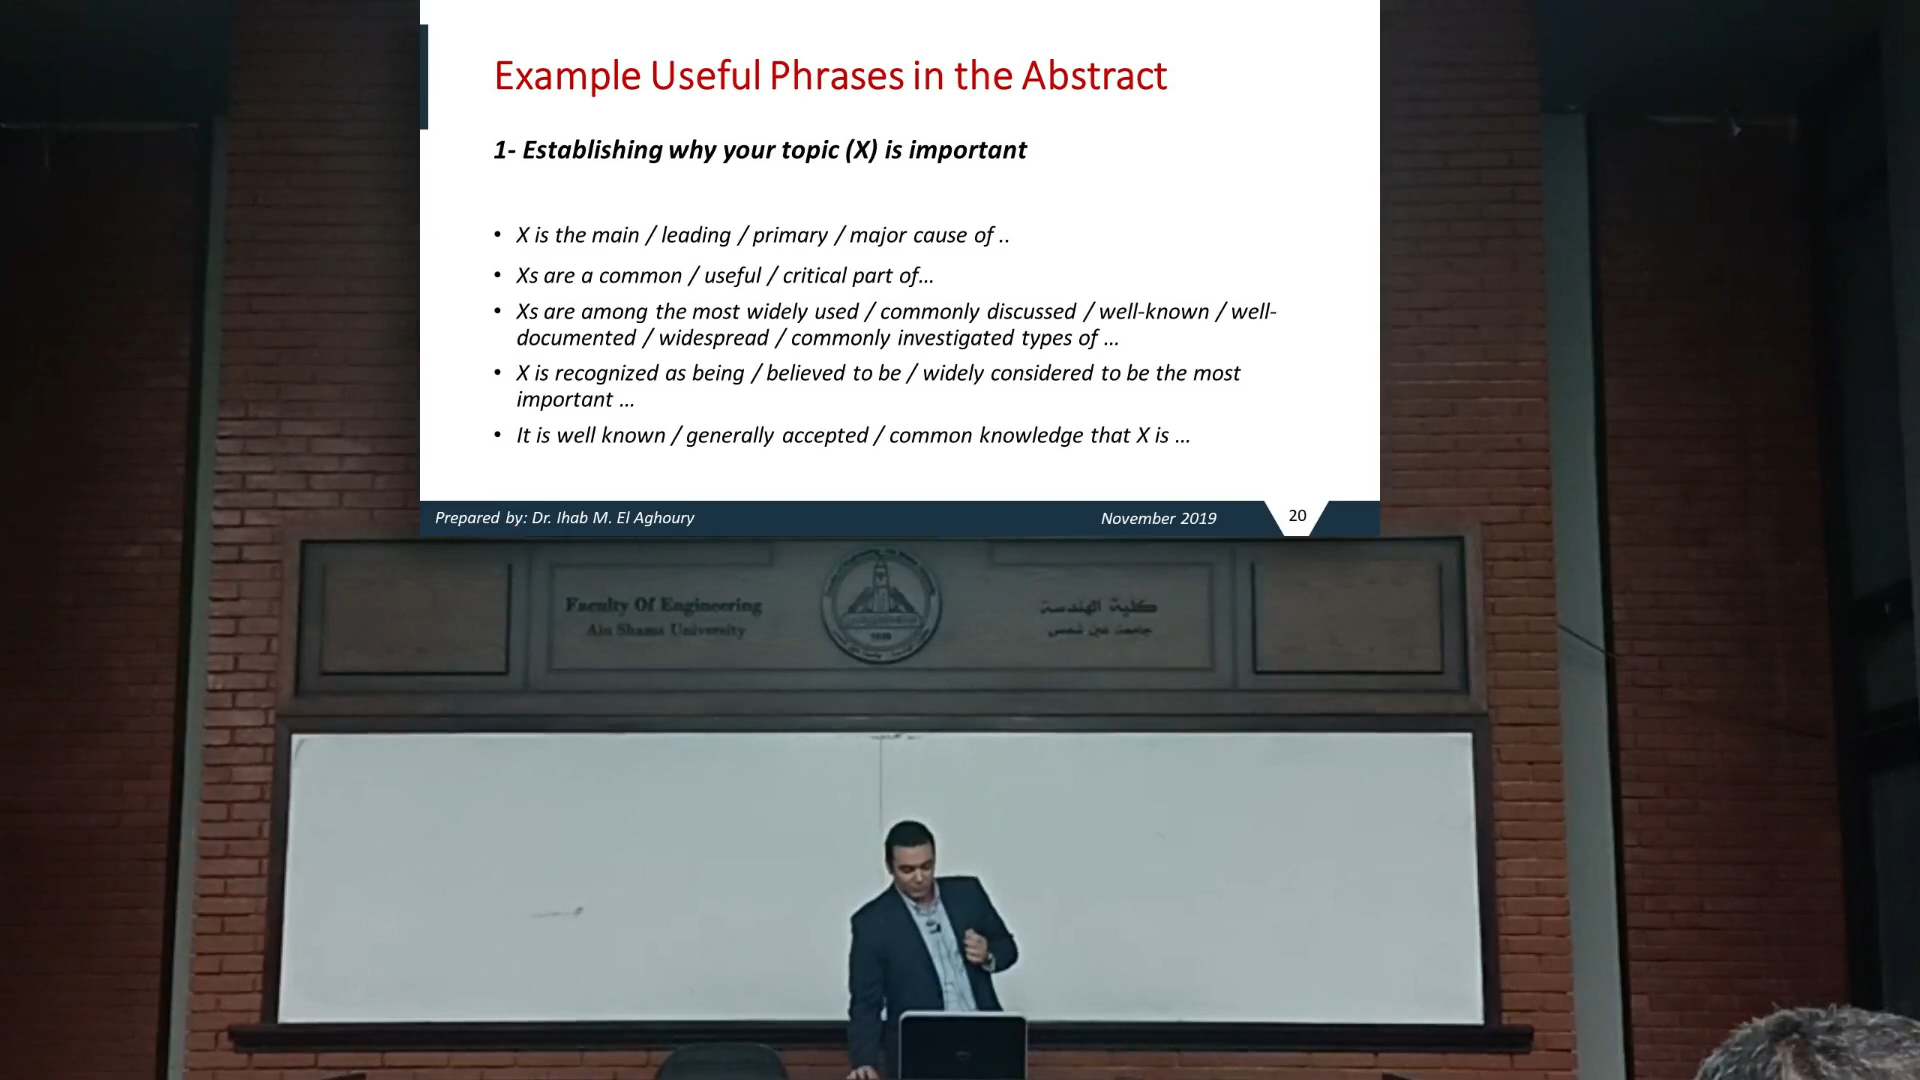 Example Useful Phrases in the Abstract
1- Establishing why your topic (X) is important
• X is the main / leading / primary / major cause of ..
• Xs are a common / useful / critical part of…
• Xs are among the most widely used / commonly discussed / well-known / well-
documented / widespread / commonly investigated types of …
• X is recognized as being / believed to be / widely considered to be the most
important …
• It is well known / generally accepted / common knowledge that X is …
Prepared by: Dr. Ihab M. El Aghoury
November 2019
20
Faculty Of Engineering
Ain Shams University
كلية الهندسة
جامعة عين شمس